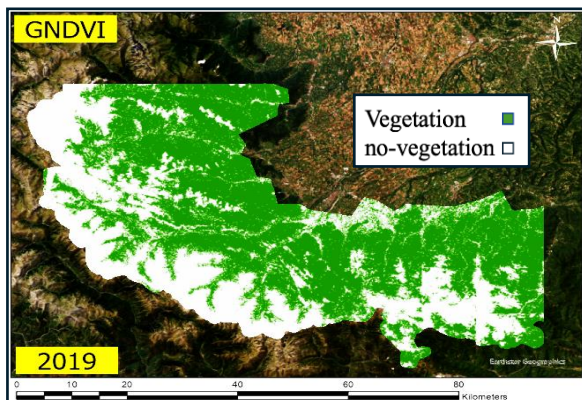 GNDVI
N
Vegetation
no-vegetation
2019
Earthstar Geographics
0 10 20 40 60 80
Kilometers